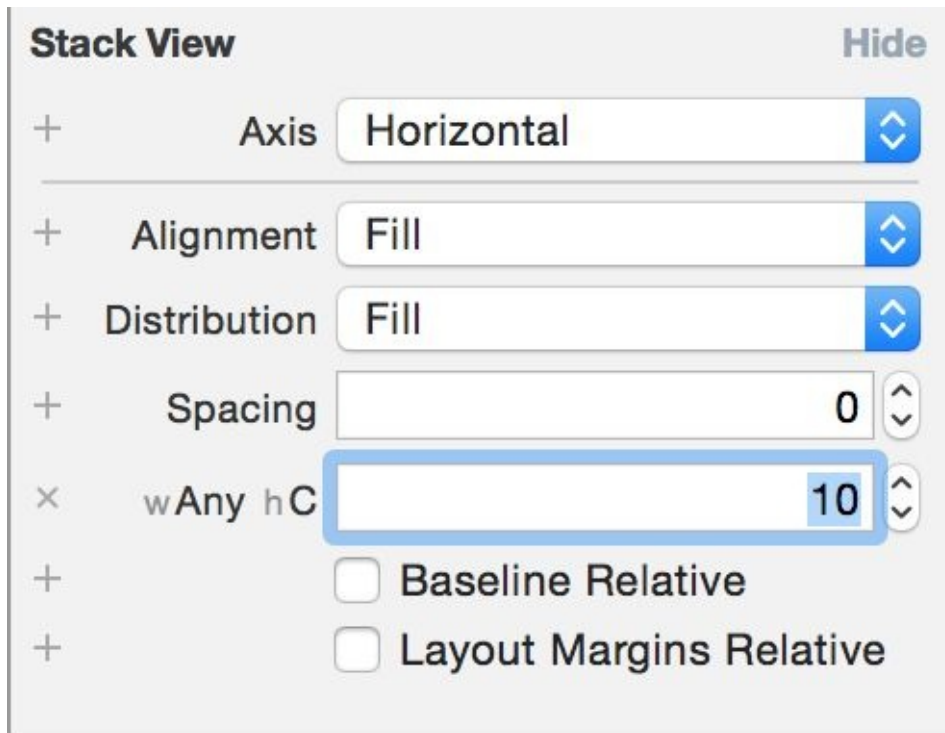 Stack View Hide
+ Axis Horizontal
+ Alignment Fill
+ Distribution Fill
+ Spacing 0
× wAny hC 10
+ Baseline Relative
+ Layout Margins Relative